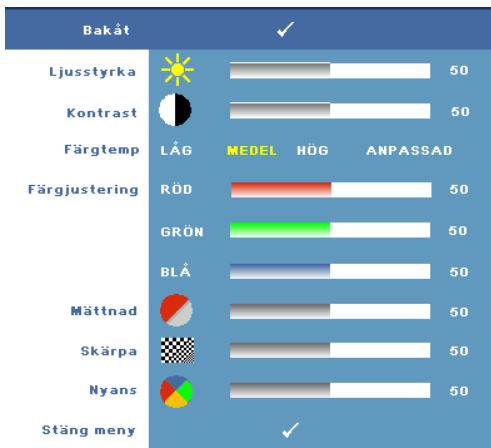 Bakåt
Ljusstyrka 50
Kontrast 50
Färgtemp LÅG MEDEL HÖG ANPASSAD
Färgjustering RÖD 50
GRÖN 50
BLÅ 50
Mättnad 50
Skärpa 50
Nyans 50
Stäng meny